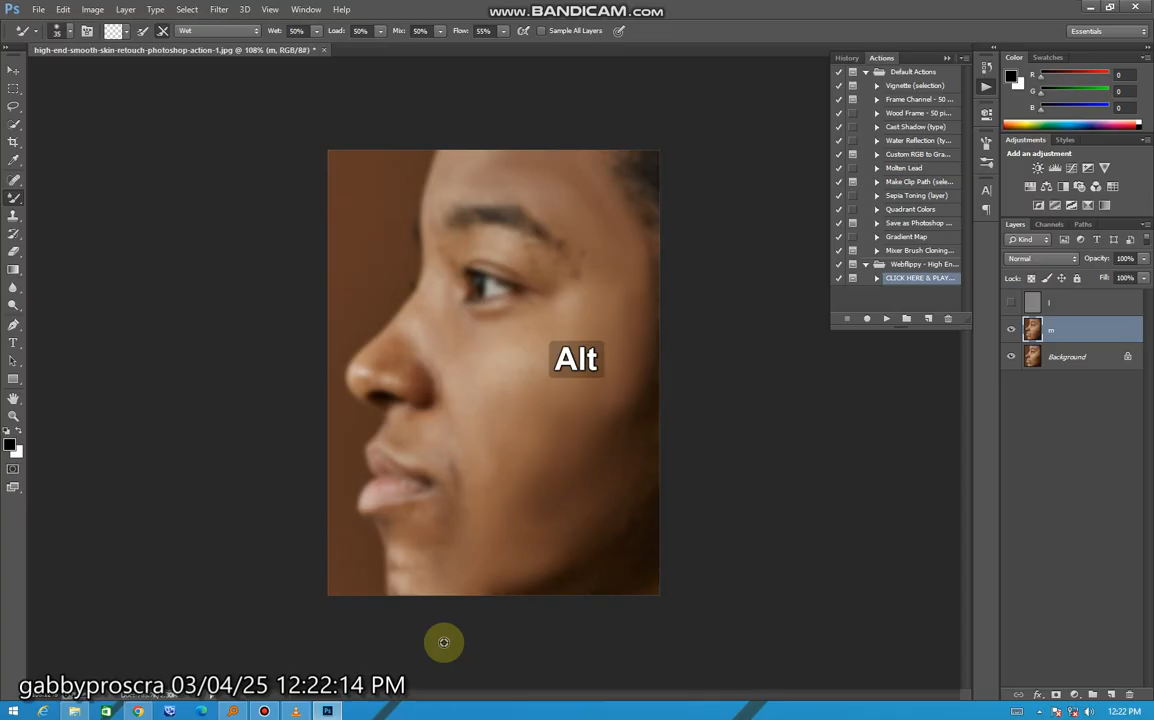 www.BANDICAM.com
Ps File Edit Image Layer Type Select Filter 3D View Window Help
35 Wet Wet: 50% Load: 50% Mix: 50% Flow: 55% Sample All Layers Essentials
high-end-smooth-skin-retouch-photoshop-action-1.jpg @ 108% (m, RGB/8#) *
History Actions
Default Actions
Vignette (selection)
Frame Channel - 50 ...
Wood Frame - 50 pi...
Cast Shadow (type)
Water Reflection (ty...
Custom RGB to Gra...
Molten Lead
Make Clip Path (sele...
Sepia Toning (layer)
Quadrant Colors
Save as Photoshop ...
Gradient Map
Mixer Brush Cloning...
Webflippy - High En...
CLICK HERE & PLAY...
Color Swatches
R 0
G 0
B 0
Adjustments Styles
Add an adjustment
Layers Channels Paths
Kind
Normal Opacity: 100%
Lock: Fill: 100%
l
m
Background
Alt
gabbyproscra 03/04/25 12:22:14 PM
12:22 PM